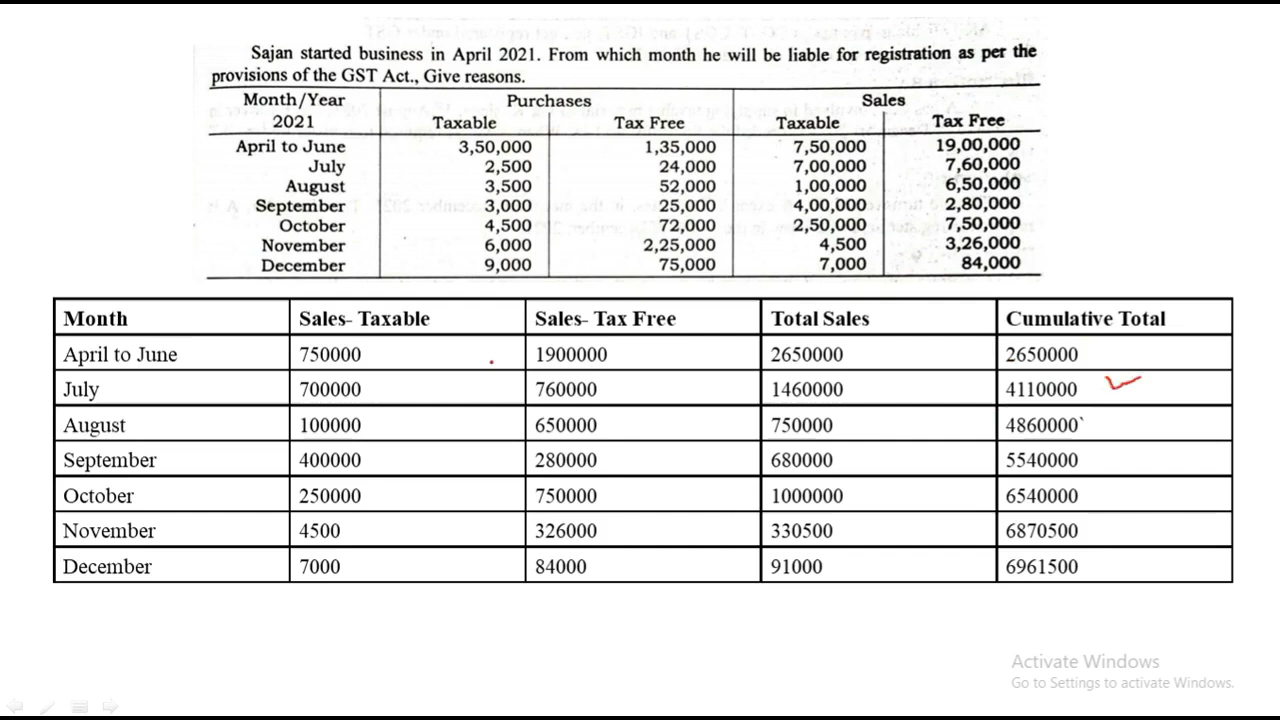 Sajan started business in April 2021. From which month he will be liable for registration as per the
provisions of the GST Act., Give reasons.
Month/Year Purchases Sales
2021 Taxable Tax Free Taxable Tax Free
April to June 3,50,000 1,35,000 7,50,000 19,00,000
July 2,500 24,000 7,00,000 7,60,000
August 3,500 52,000 1,00,000 6,50,000
September 3,000 25,000 4,00,000 2,80,000
October 4,500 72,000 2,50,000 7,50,000
November 6,000 2,25,000 4,500 3,26,000
December 9,000 75,000 7,000 84,000
Month Sales- Taxable Sales- Tax Free Total Sales Cumulative Total
April to June 750000 1900000 2650000 2650000
July 700000 760000 1460000 4110000
August 100000 650000 750000 4860000`
September 400000 280000 680000 5540000
October 250000 750000 1000000 6540000
November 4500 326000 330500 6870500
December 7000 84000 91000 6961500
Activate Windows
Go to Settings to activate Windows.